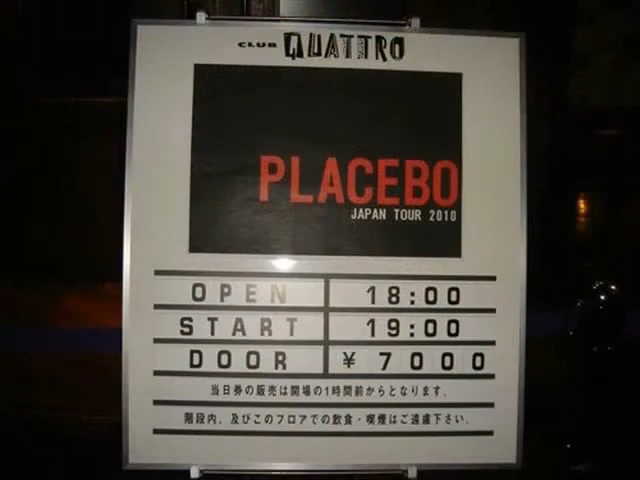 CLUB QUATTRO
PLACEBO
JAPAN TOUR 2010
OPEN 18:00
START 19:00
DOOR ¥7000
当日券の販売は開場の1時間前からとなります。
階段内、及びこのフロアでの飲食・喫煙はご遠慮下さい。